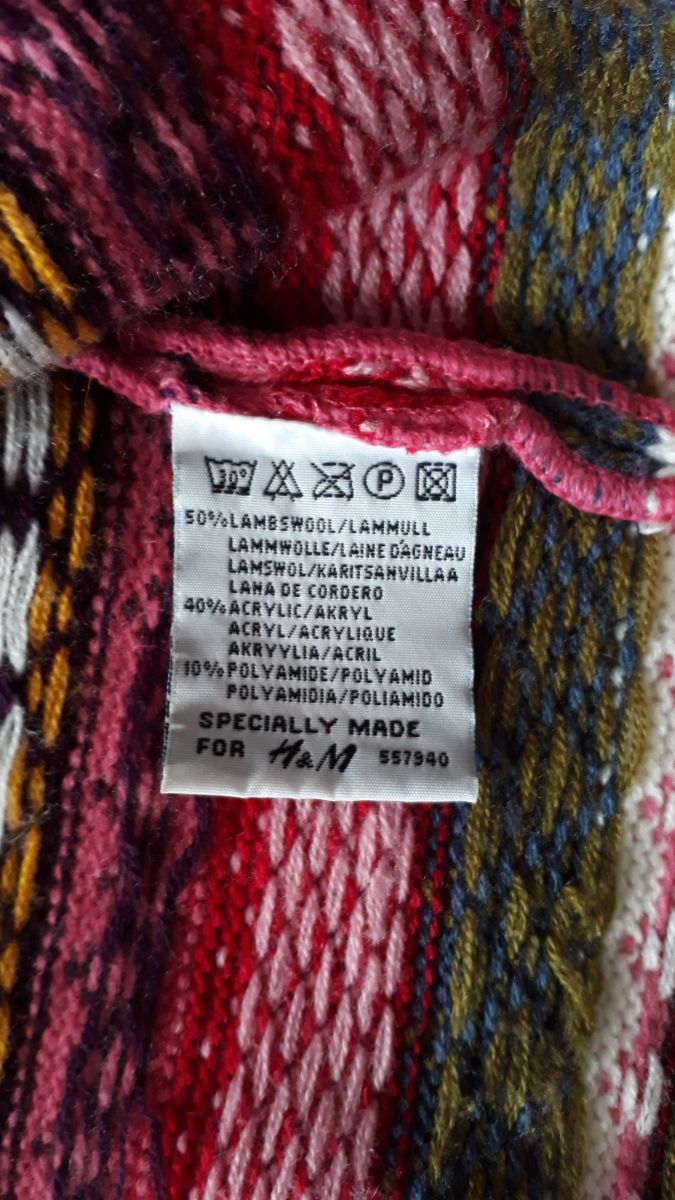 30° P
50% LAMBSWOOL/LAMMULL
LAMMWOLLE/LAINE D'AGNEAU
LAMSWOL/KARITSANVILLAA
LANA DE CORDERO
40% ACRYLIC/AKRYL
ACRYL/ACRYLIQUE
AKRYYLIA/ACRIL
10% POLYAMIDE/POLYAMID
POLYAMIDIA/POLIAMIDO
SPECIALLY MADE
FOR H&M 557940